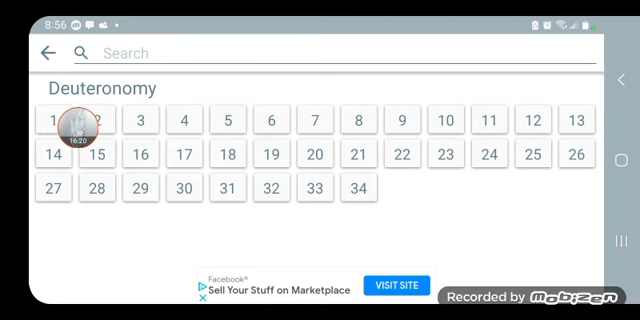 8:56
Search
Deuteronomy
1 2 3 4 5 6 7 8 9 10 11 12 13
16:20
14 15 16 17 18 19 20 21 22 23 24 25 26
27 28 29 30 31 32 33 34
Facebook®
Sell Your Stuff on Marketplace
VISIT SITE
Recorded by Mobizen